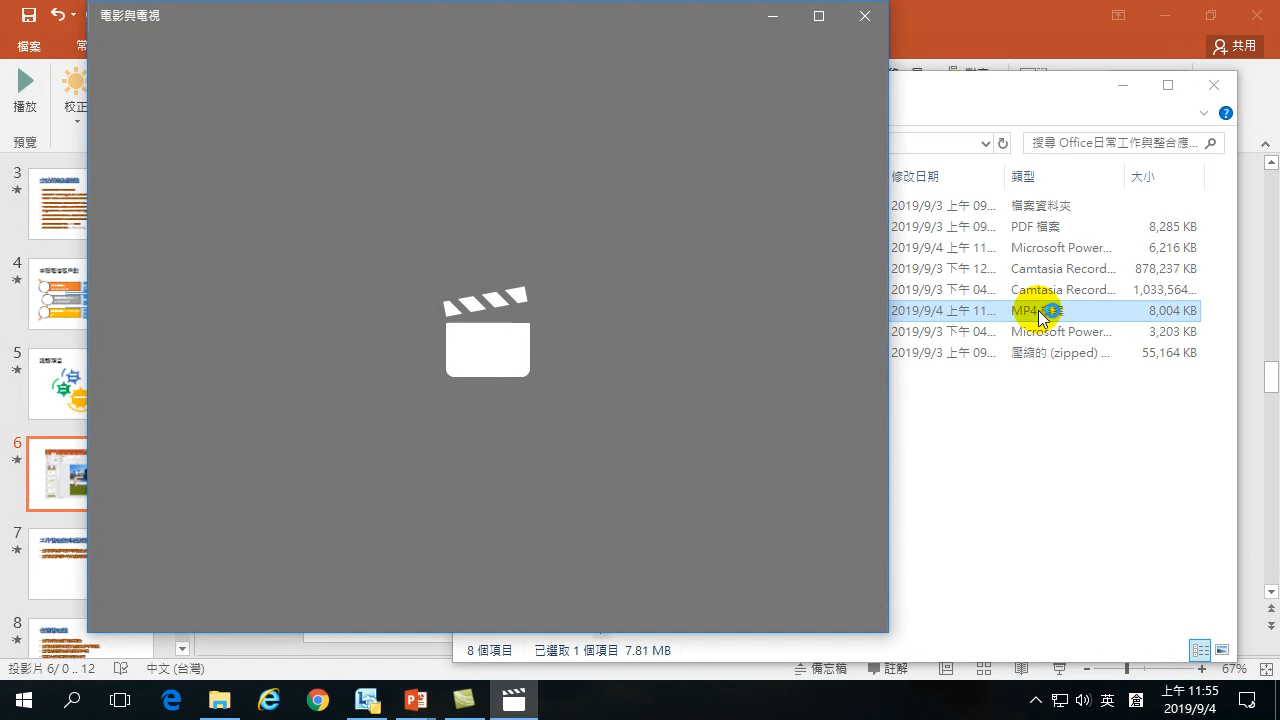 電影與電視
檔案
常
共用
播放
校正
預覽
搜尋 Office日常工作與整合應...
修改日期 類型 大小
2019/9/3 上午 09... 檔案資料夾
2019/9/3 上午 09... PDF 檔案 8,285 KB
2019/9/4 上午 11... Microsoft Power... 6,216 KB
2019/9/3 下午 12... Camtasia Record... 878,237 KB
2019/9/3 下午 04... Camtasia Record... 1,033,564...
2019/9/4 上午 11... MP4 8,004 KB
2019/9/3 下午 04... Microsoft Power... 3,203 KB
2019/9/3 上午 09... 壓縮的 (zipped) ... 55,164 KB
3
4
5
6
7
8
8 個項目 已選取 1 個項目 7.81 MB
投影片 6/ 0 .. 12 中文 (台灣) 備忘稿 註解 67%
英
上午 11:55
2019/9/4